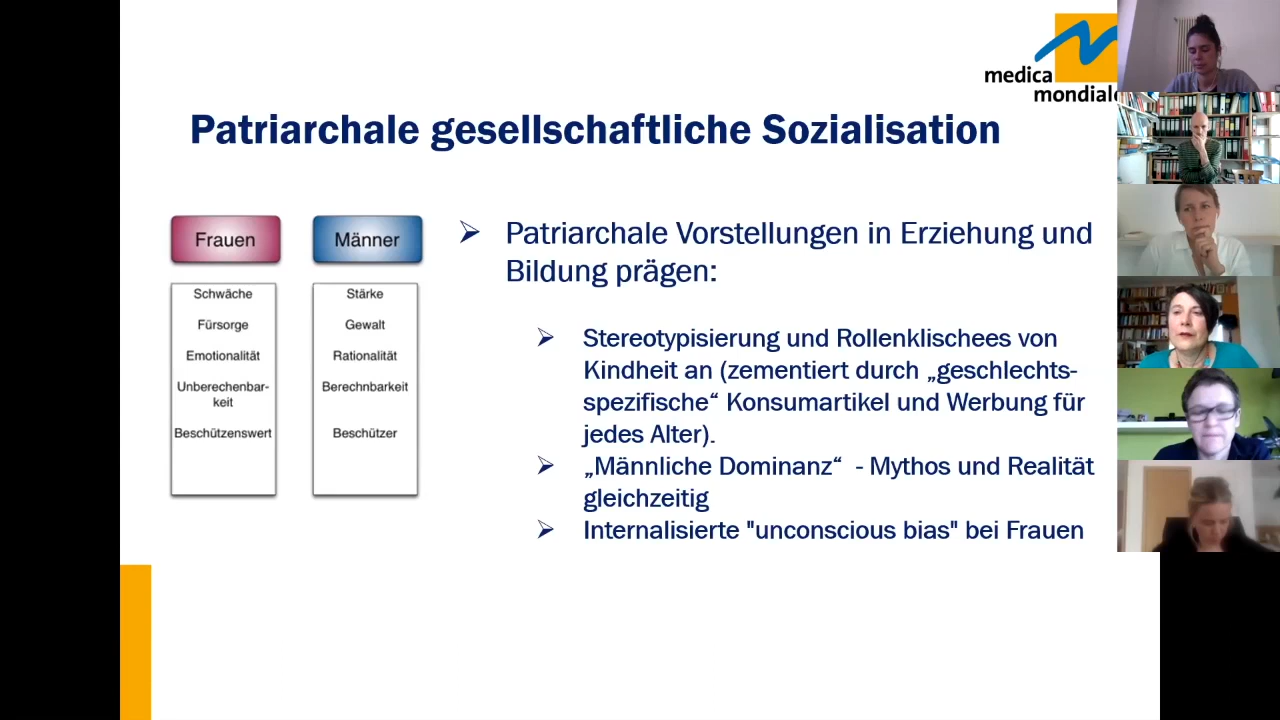 medica
mondiale
Patriarchale gesellschaftliche Sozialisation
Frauen
Schwäche
Fürsorge
Emotionalität
Unberechenbar-
keit
Beschützenswert
Männer
Stärke
Gewalt
Rationalität
Berechnbarkeit
Beschützer
Patriarchale Vorstellungen in Erziehung und
Bildung prägen:
Stereotypisierung und Rollenklischees von
Kindheit an (zementiert durch „geschlechts-
spezifische“ Konsumartikel und Werbung für
jedes Alter).
„Männliche Dominanz“ - Mythos und Realität
gleichzeitig
Internalisierte "unconscious bias" bei Frauen